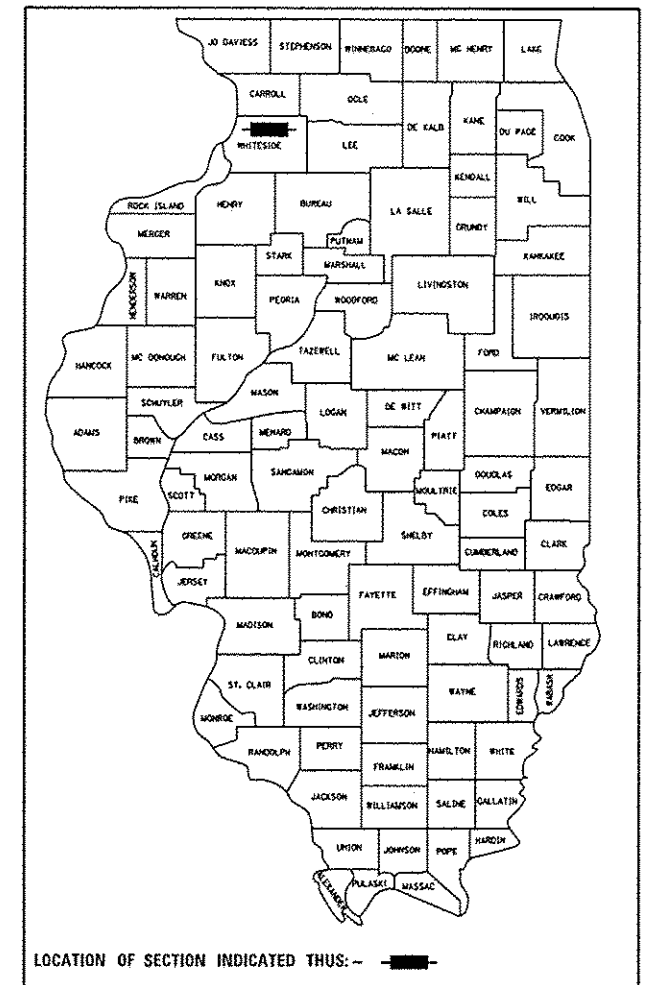 JO DAVIESS STEPHENSON WINNEBAGO BOONE MC HENRY LAKE
CARROLL OGLE DE KALB KANE DU PAGE COOK
WHITESIDE LEE
KENDALL
ROCK ISLAND HENRY BUREAU LA SALLE GRUNDY WILL
MERCER PUTNAM
STARK MARSHALL KANKAKEE
HENDERSON WARREN KNOX PEORIA WOODFORD LIVINGSTON IROQUOIS
HANCOCK MC DONOUGH FULTON TAZEWELL MC LEAN FORD
SCHUYLER MASON
ADAMS BROWN CASS MENARD LOGAN DE WITT PIATT CHAMPAIGN VERMILION
MACON
PIKE SCOTT MORGAN SANGAMON MOULTRIE DOUGLAS EDGAR
CHRISTIAN COLES
CALHOUN GREENE MACOUPIN MONTGOMERY SHELBY CUMBERLAND CLARK
JERSEY FAYETTE EFFINGHAM JASPER CRAWFORD
MADISON BOND CLAY RICHLAND LAWRENCE
CLINTON MARION
ST. CLAIR WASHINGTON JEFFERSON WAYNE EDWARDS WABASH
MONROE
RANDOLPH PERRY HAMILTON WHITE
FRANKLIN
JACKSON WILLIAMSON SALINE GALLATIN
UNION JOHNSON POPE HARDIN
ALEXANDER PULASKI MASSAC
LOCATION OF SECTION INDICATED THUS:-